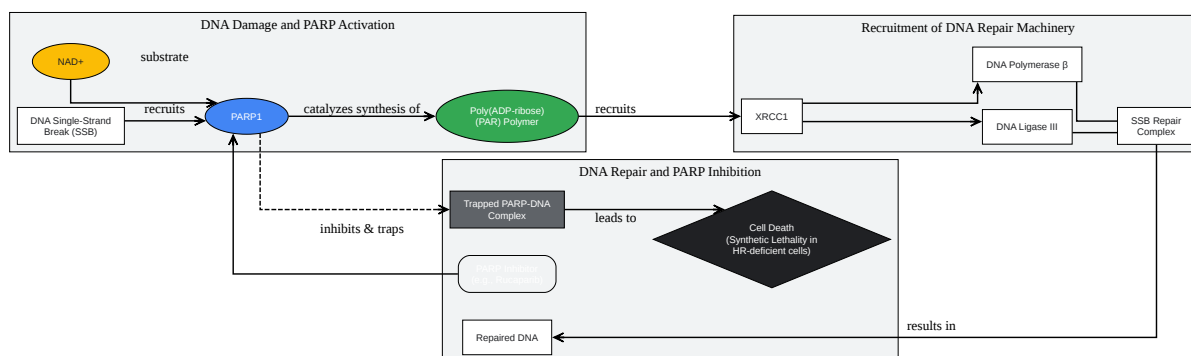 DNA Damage and PARP Activation
NAD+
substrate
DNA Single-Strand
Break (SSB)
recruits
PARP1
catalyzes synthesis of
Poly(ADP-ribose)
(PAR) Polymer
recruits
Recruitment of DNA Repair Machinery
XRCC1
DNA Polymerase β
DNA Ligase III
SSB Repair
Complex
DNA Repair and PARP Inhibition
Trapped PARP-DNA
Complex
leads to
Cell Death
(Synthetic Lethality in
HR-deficient cells)
inhibits & traps
PARP Inhibitor
Repaired DNA
results in